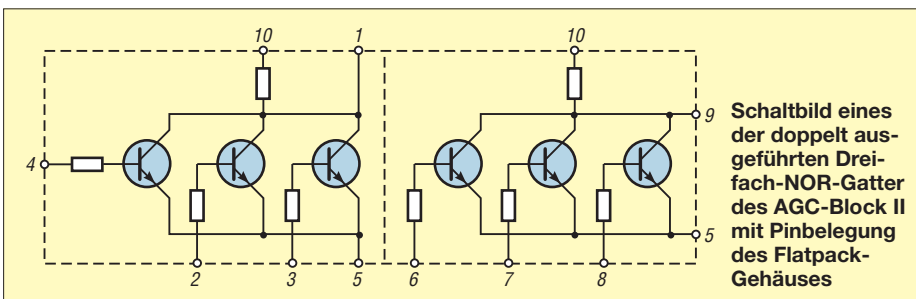 10 1 10
9
4
5
2 3 5 6 7 8
Schaltbild eines
der doppelt aus-
geführten Drei-
fach-NOR-Gatter
des AGC-Block II
mit Pinbelegung
des Flatpack-
Gehäuses